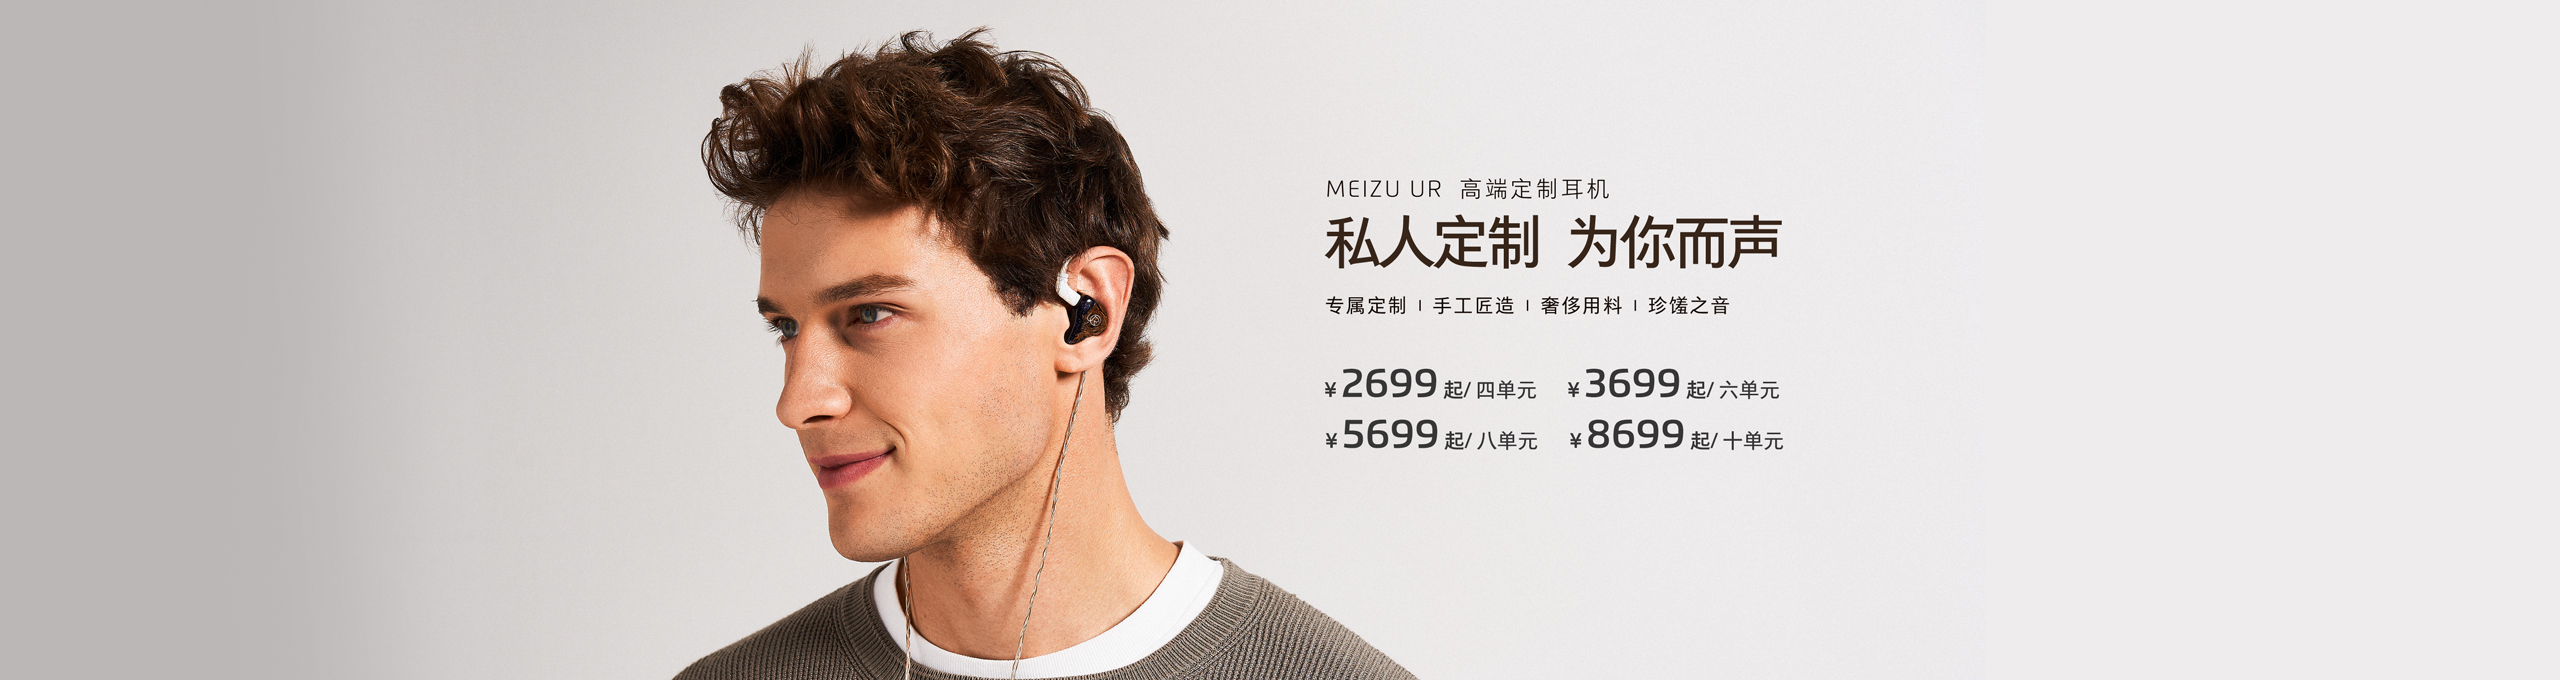 MEIZU UR 高端定制耳机
私人定制 为你而声
专属定制 | 手工匠造 | 奢侈用料 | 珍馐之音
¥2699起/四单元 ¥3699起/六单元
¥5699起/八单元 ¥8699起/十单元